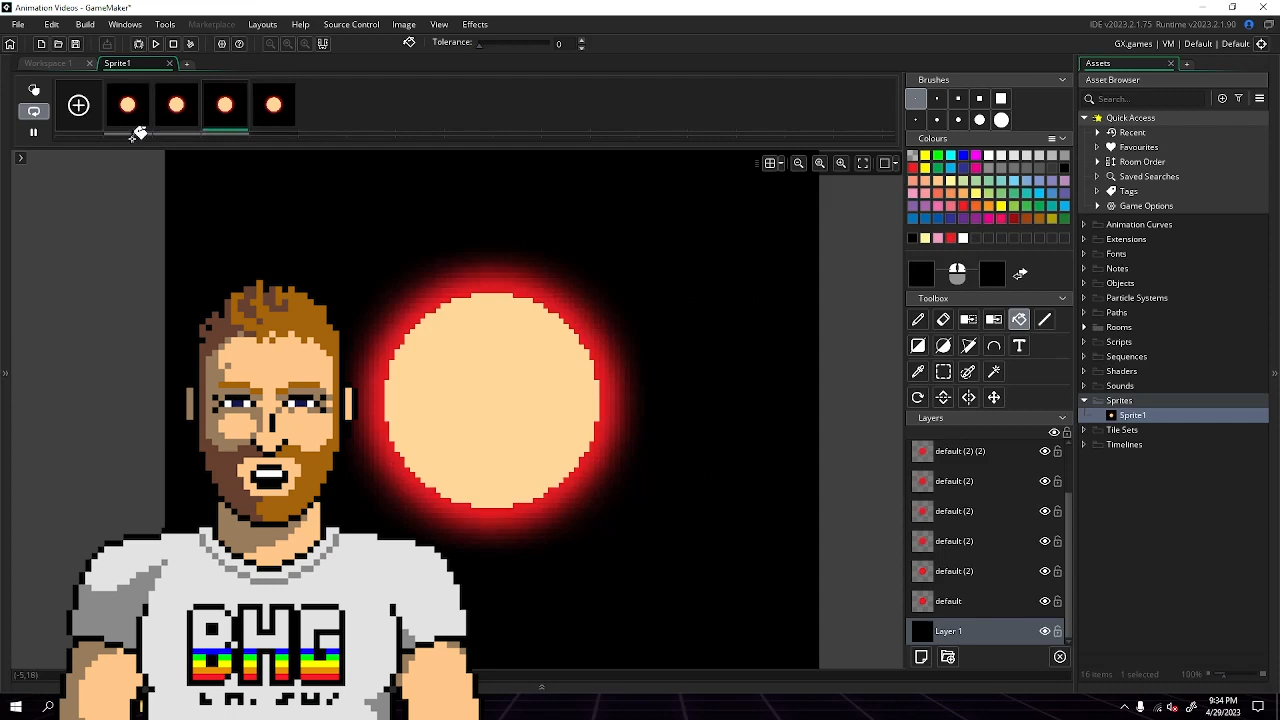 Animation Videos - GameMaker*
File Edit Build Windows Tools Marketplace Layouts Help Source Control Image View Effects
IDE v2023.2.1.75 Runtime v2023.2.1.90
Tolerance: 0
GX.games | VM | Default | Default
Workspace 1
Sprite1
Brushes
Colours
Toolbox
T
Layers
default (2) (2)
default (2)
default (2)
default (2)
default (2)
default
Layer 1
Assets
Asset Browser
Search...
Quick Access
Recent
Favourites
Room Order
Saved Searches
Tags
Game Options
Animation Curves
Extensions
Fonts
Notes
Objects
Particle Systems
Paths
Rooms
Scripts
Sequences
Shaders
Sounds
Sprites
Sprite1
Tile Sets
Timelines
16 items 1 selected 100%
BHG
9:34 PM
4/29/2023